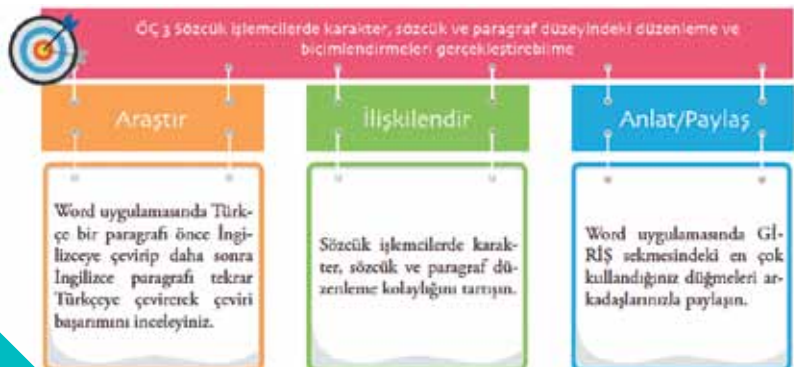 ÖÇ 3 Sözcük işlemcilerde karakter, sözcük ve paragraf düzeyindeki düzenleme ve
biçimlendirmeleri gerçekleştirebilme
Araştır
Word uygulamasında Türk-
çe bir paragrafı önce İngi-
lizceye çevirip daha sonra
İngilizce paragrafı tekrar
Türkçeye çevirerek çeviri
başarımını inceleyiniz.
İlişkilendir
Sözcük işlemcilerde karak-
ter, sözcük ve paragraf dü-
zenleme kolaylığını tartışın.
Anlat/Paylaş
Word uygulamasında Gİ-
RİŞ sekmesindeki en çok
kullandığınız düğmeleri ar-
kadaşlarınızla paylaşın.